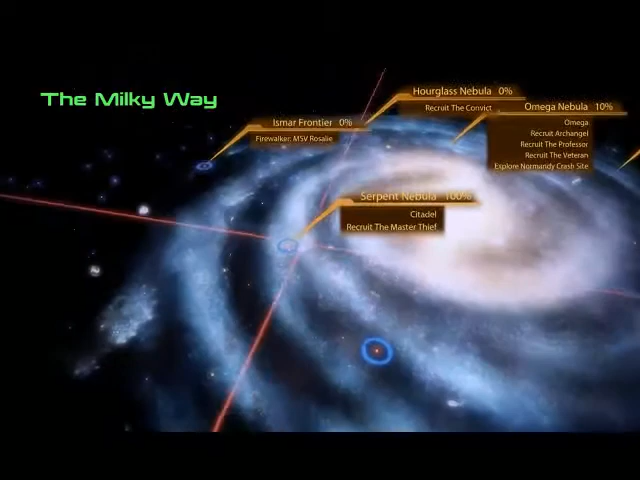 The Milky Way
Hourglass Nebula 0%
Recruit The Convict
Omega Nebula 10%
Omega
Recruit Archangel
Recruit The Professor
Recruit The Veteran
Explore Normandy Crash Site
Ismar Frontier 0%
Firewalker: MSV Rosalie
Serpent Nebula 100%
Citadel
Recruit The Master Thief